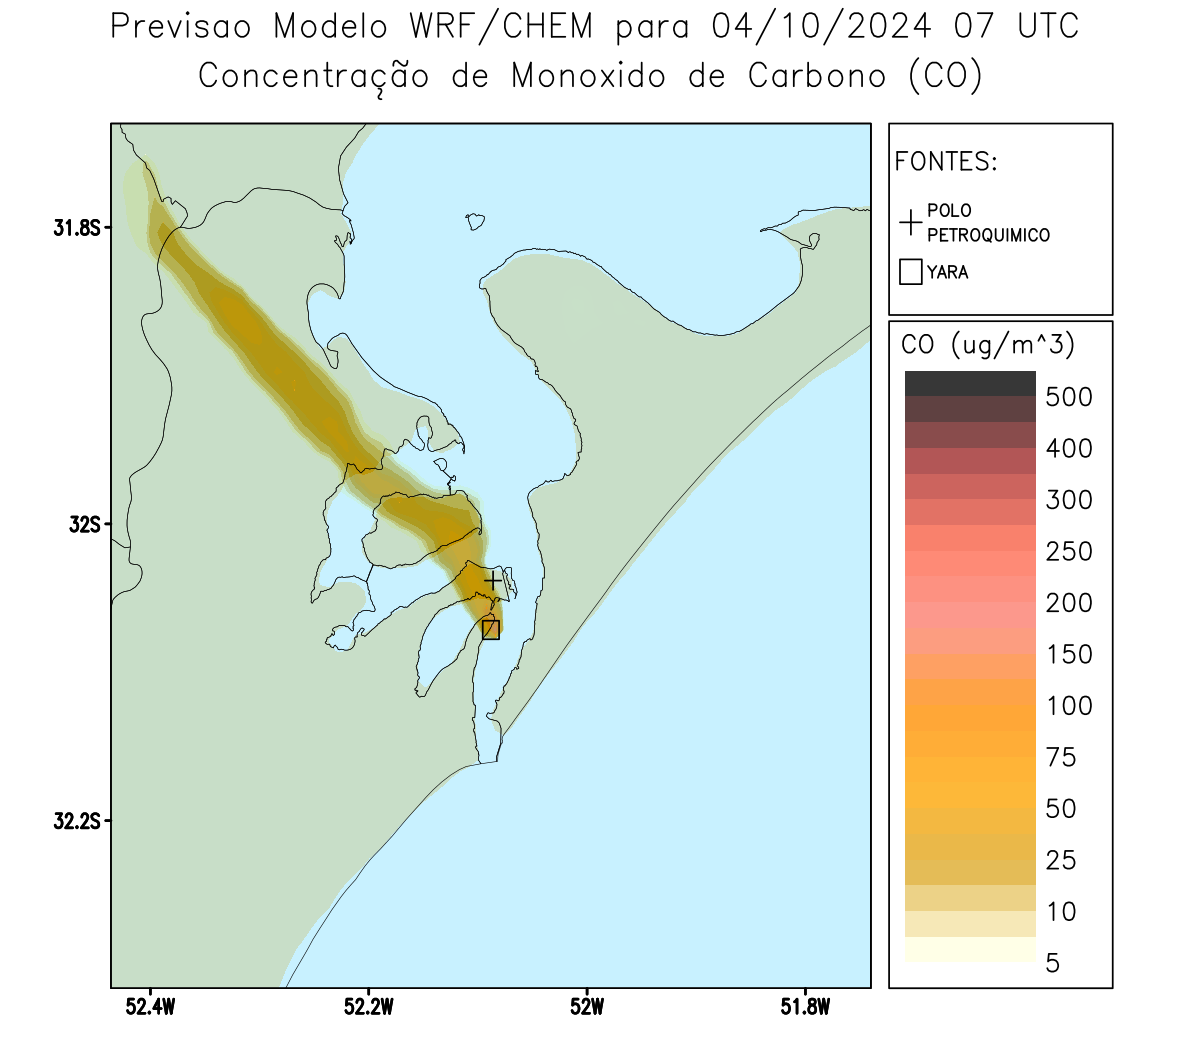 Previsao Modelo WRF/CHEM para 04/10/2024 07 UTC
Concentração de Monoxido de Carbono (CO)
FONTES:
POLO
PETROQUIMICO
YARA
CO (ug/m^3)
500
400
300
250
200
150
100
75
50
25
10
5
31.8S
32S
32.2S
52.4W
52.2W
52W
51.8W